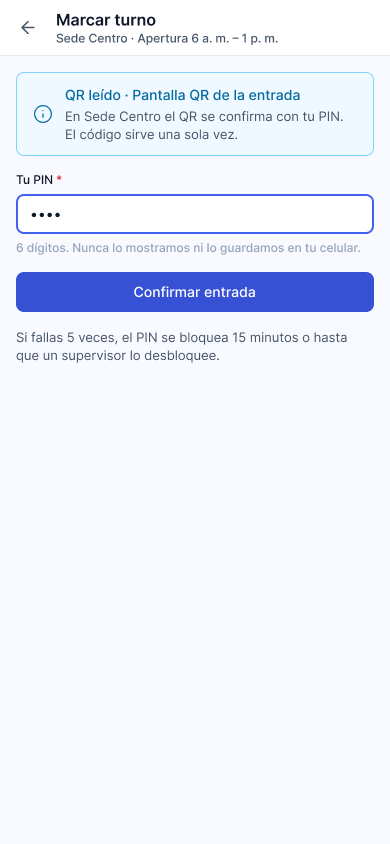 Marcar turno
Sede Centro · Apertura 6 a. m. – 1 p. m.
QR leído · Pantalla QR de la entrada
En Sede Centro el QR se confirma con tu PIN.
El código sirve una sola vez.
Tu PIN *
••••
6 dígitos. Nunca lo mostramos ni lo guardamos en tu celular.
Confirmar entrada
Si fallas 5 veces, el PIN se bloquea 15 minutos o hasta
que un supervisor lo desbloquee.